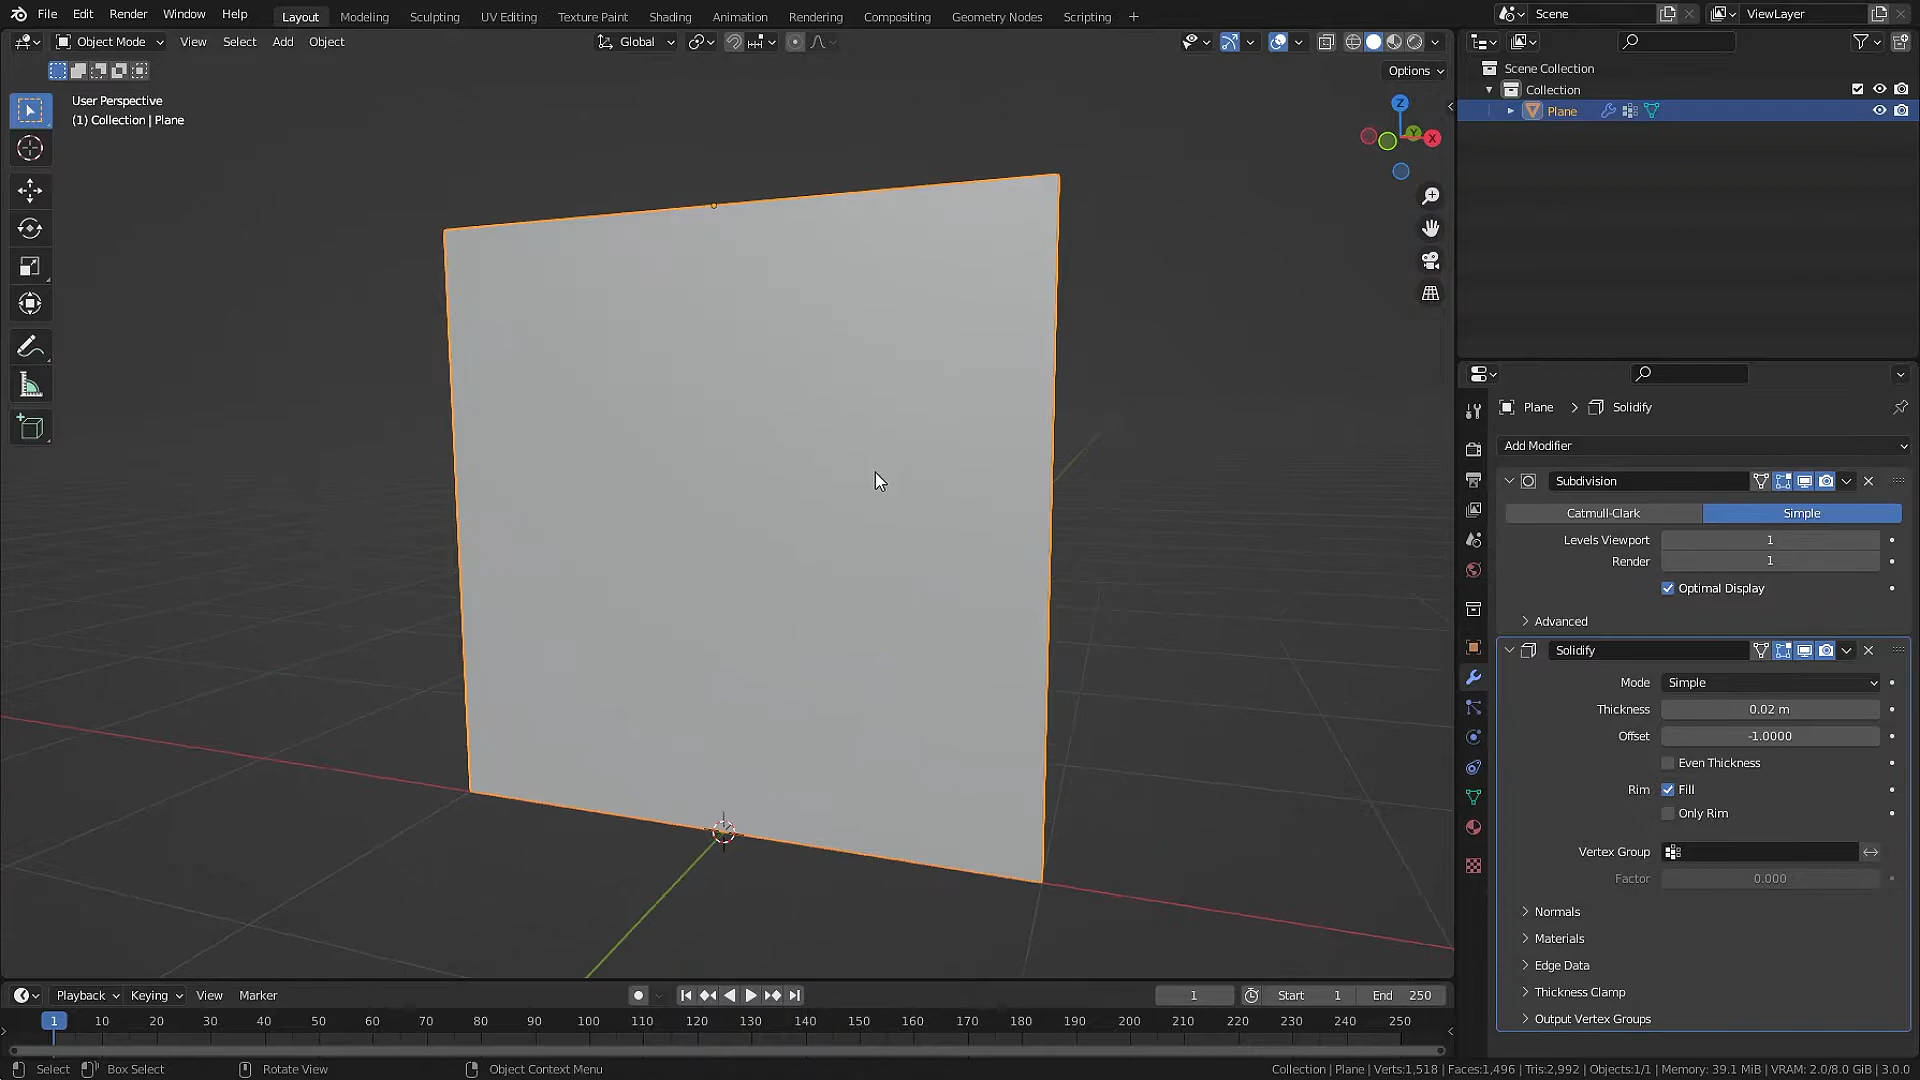 File Edit Render Window Help Layout Modeling Sculpting UV Editing Texture Paint Shading Animation Rendering Compositing Geometry Nodes Scripting + Scene ViewLayer
Object Mode View Select Add Object Global
Options
User Perspective
(1) Collection | Plane
Z
Y
X
Scene Collection
Collection
Plane
Plane > Solidify
Add Modifier
Subdivision
Catmull-Clark Simple
Levels Viewport 1
Render 1
Optimal Display
Advanced
Solidify
Mode Simple
Thickness 0.02 m
Offset -1.0000
Even Thickness
Rim Fill
Only Rim
Vertex Group
Factor 0.000
Normals
Materials
Edge Data
Thickness Clamp
Output Vertex Groups
Playback Keying View Marker 1 Start 1 End 250
1 10 20 30 40 50 60 70 80 90 100 110 120 130 140 150 160 170 180 190 200 210 220 230 240 250
Select Box Select Rotate View Object Context Menu Collection | Plane | Verts:1,518 | Faces:1,496 | Tris:2,992 | Objects:1/1 | Memory: 39.1 MiB | VRAM: 2.0/8.0 GiB | 3.0.0